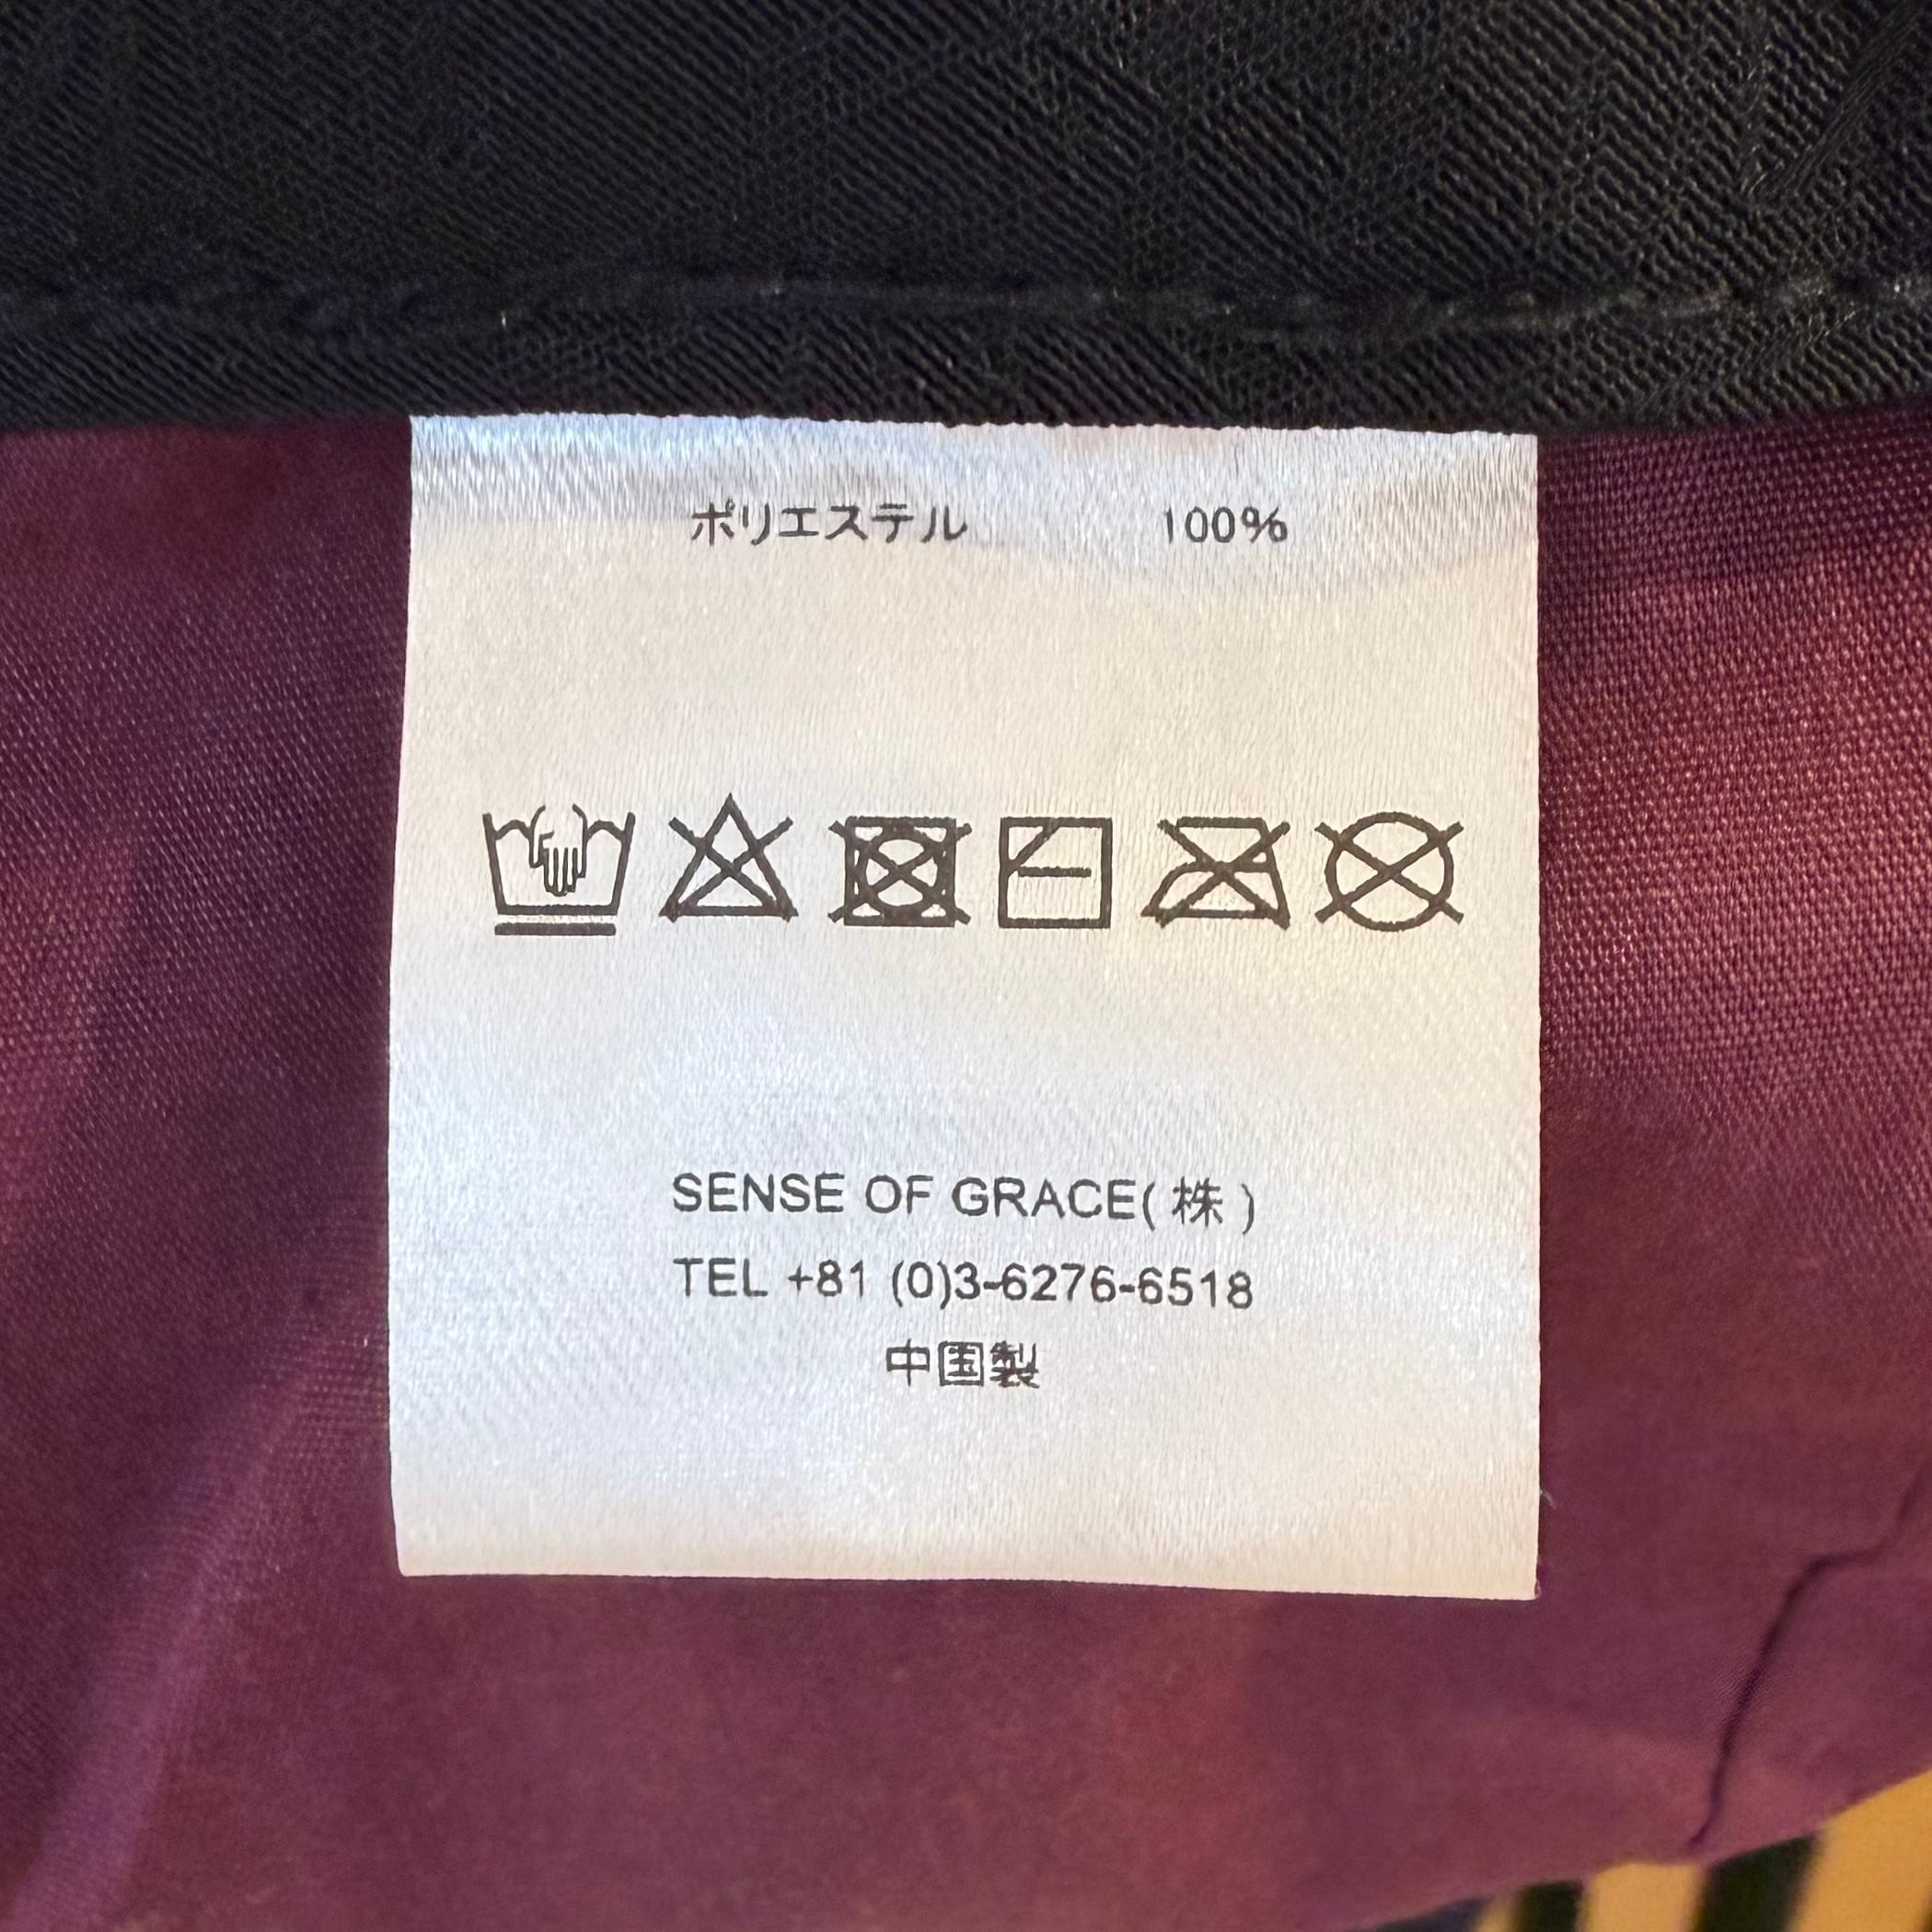 ポリエステル 100%
SENSE OF GRACE(株)
TEL +81 (0)3-6276-6518
中国製